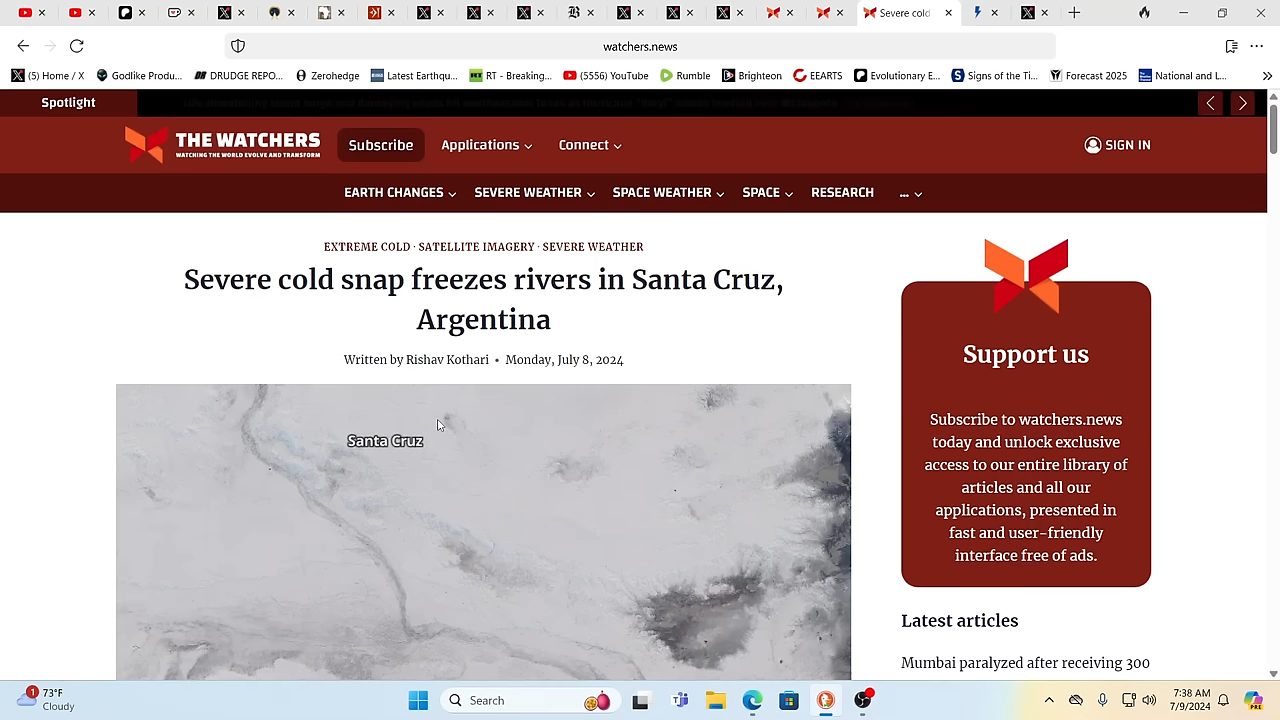 Severe cold
watchers.news
(5) Home / X
Godlike Produ...
DRUDGE REPO...
Zerohedge
Latest Earthqu...
RT - Breaking...
(5556) YouTube
Rumble
Brighteon
EEARTS
Evolutionary E...
Signs of the Ti...
Forecast 2025
National and L...
Spotlight
THE WATCHERS
WATCHING THE WORLD EVOLVE AND TRANSFORM
Subscribe
Applications
Connect
SIGN IN
EARTH CHANGES
SEVERE WEATHER
SPACE WEATHER
SPACE
RESEARCH
...
EXTREME COLD · SATELLITE IMAGERY · SEVERE WEATHER
Severe cold snap freezes rivers in Santa Cruz,
Argentina
Written by Rishav Kothari • Monday, July 8, 2024
Santa Cruz
Support us
Subscribe to watchers.news
today and unlock exclusive
access to our entire library of
articles and all our
applications, presented in
fast and user-friendly
interface free of ads.
Latest articles
Mumbai paralyzed after receiving 300
1
73°F
Cloudy
Search
7:38 AM
7/9/2024
PRE